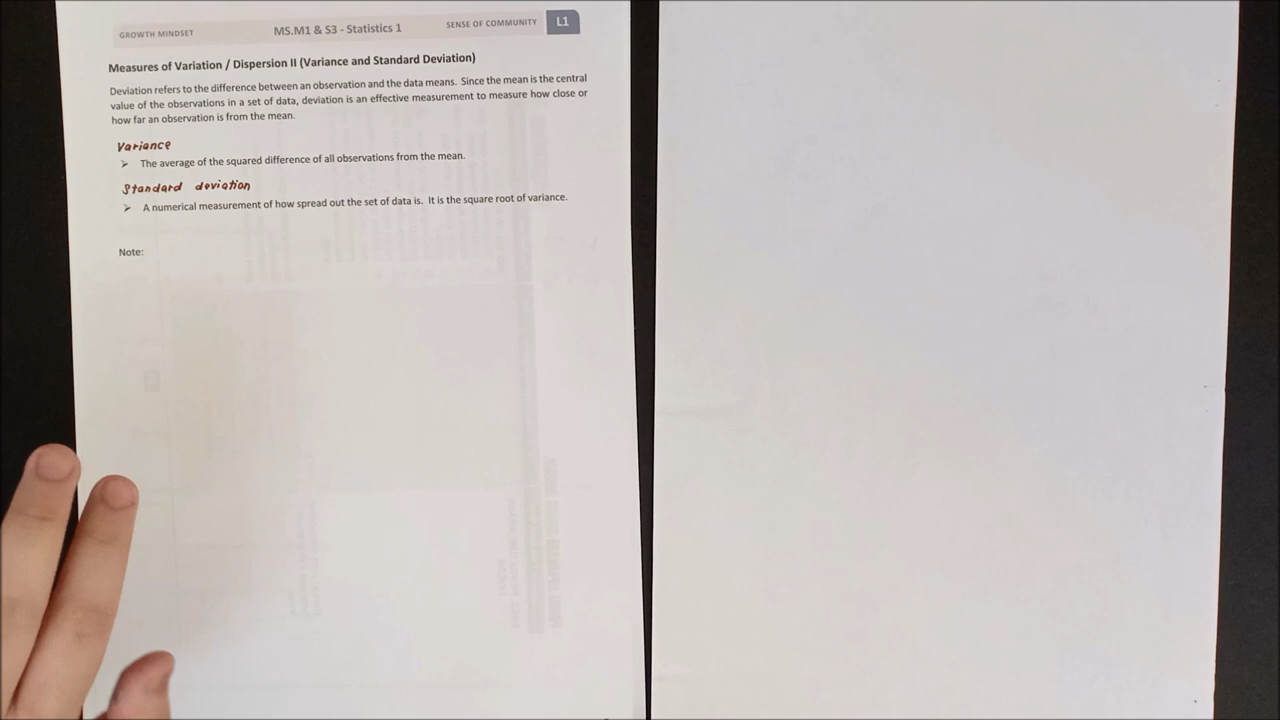 GROWTH MINDSET MS.M1 & S3 - Statistics 1 SENSE OF COMMUNITY L1
Measures of Variation / Dispersion II (Variance and Standard Deviation)
Deviation refers to the difference between an observation and the data means. Since the mean is the central
value of the observations in a set of data, deviation is an effective measurement to measure how close or
how far an observation is from the mean.
Variance
➢ The average of the squared difference of all observations from the mean.
Standard deviation
➢ A numerical measurement of how spread out the set of data is. It is the square root of variance.
Note: